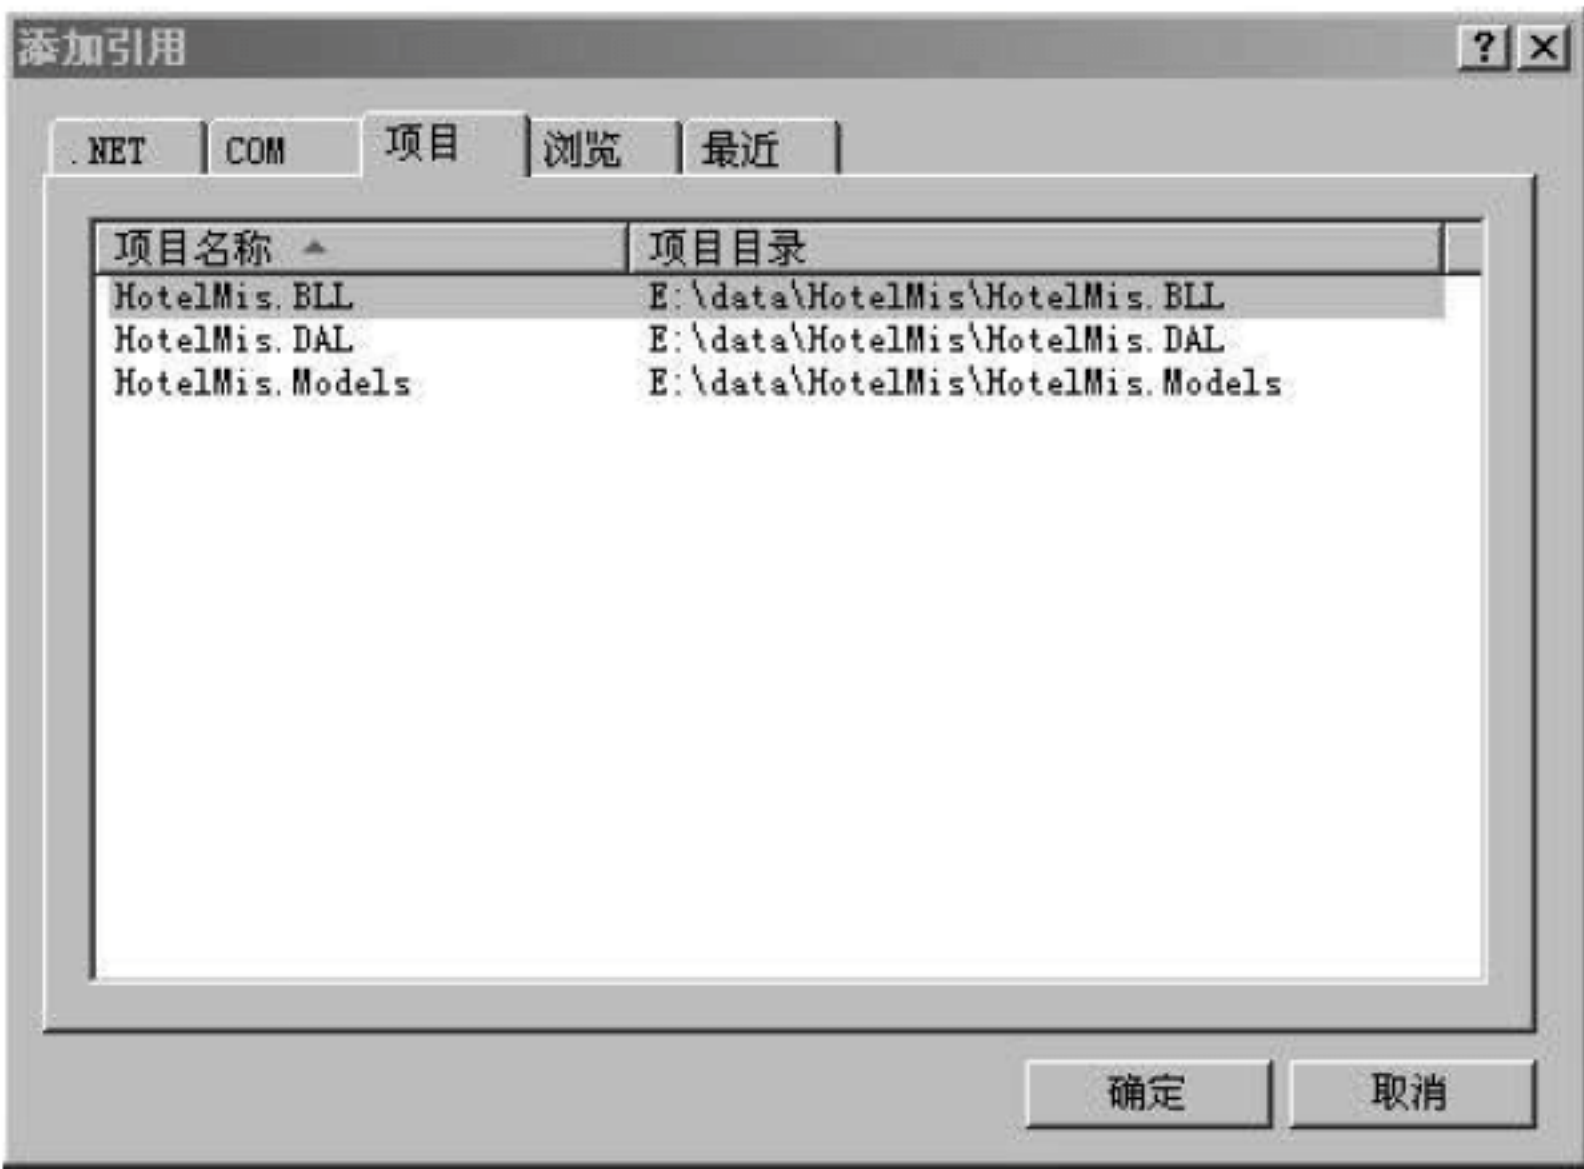 添加引用
.NET COM 项目 浏览 最近
项目名称 项目目录
HotelMis.BLL E:\data\HotelMis\HotelMis.BLL
HotelMis.DAL E:\data\HotelMis\HotelMis.DAL
HotelMis.Models E:\data\HotelMis\HotelMis.Models
确定 取消